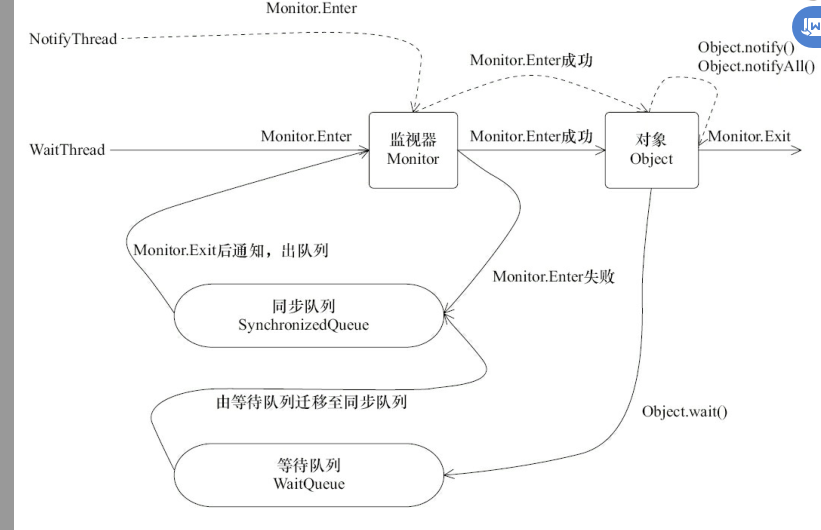 Monitor.Enter
NotifyThread
Monitor.Enter成功
Object.notify()
Object.notifyAll()
WaitThread
Monitor.Enter
监视器
Monitor
Monitor.Enter成功
对象
Object
Monitor.Exit
Monitor.Exit后通知，出队列
Monitor.Enter失败
同步队列
SynchronizedQueue
由等待队列迁移至同步队列
Object.wait()
等待队列
WaitQueue